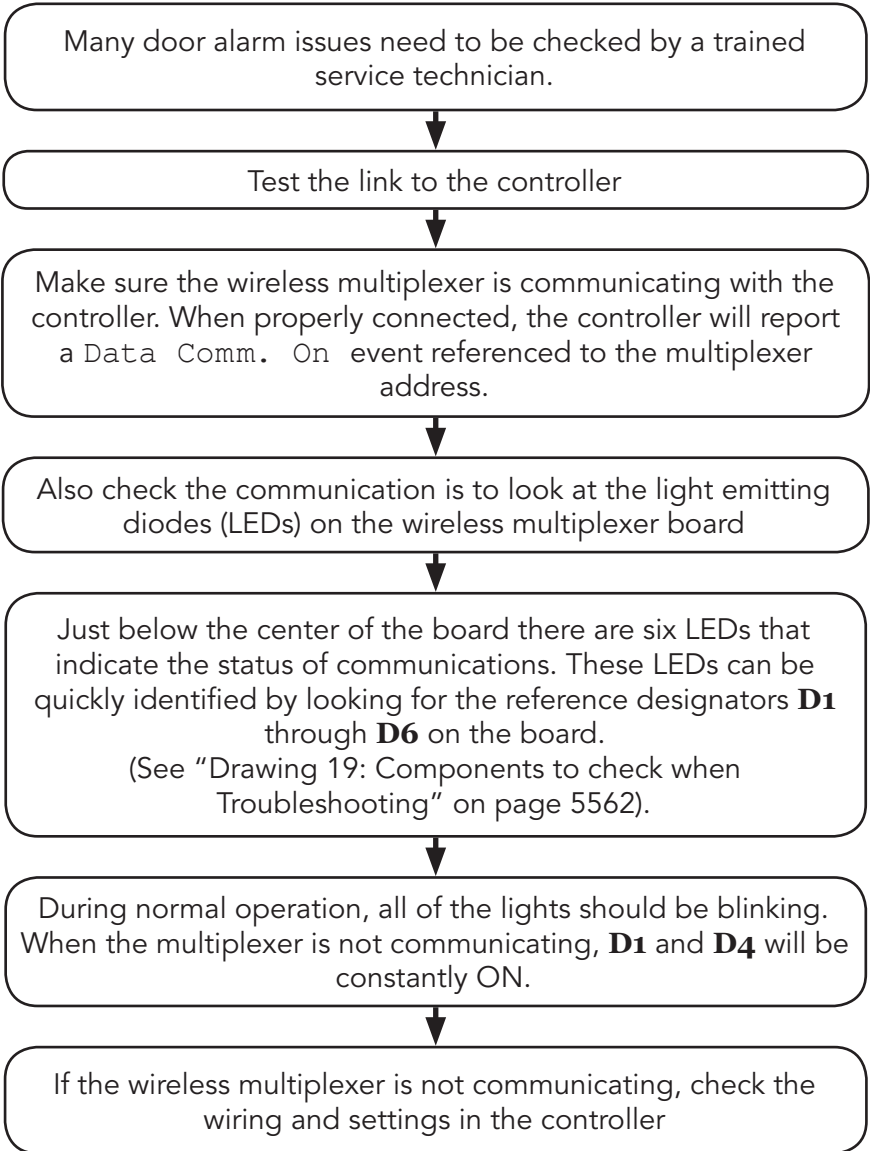 Many door alarm issues need to be checked by a trained
service technician.
Test the link to the controller
Make sure the wireless multiplexer is communicating with the
controller. When properly connected, the controller will report
a Data Comm. On event referenced to the multiplexer
address.
Also check the communication is to look at the light emitting
diodes (LEDs) on the wireless multiplexer board
Just below the center of the board there are six LEDs that
indicate the status of communications. These LEDs can be
quickly identified by looking for the reference designators D1
through D6 on the board.
(See “Drawing 19: Components to check when
Troubleshooting” on page 5562).
During normal operation, all of the lights should be blinking.
When the multiplexer is not communicating, D1 and D4 will be
constantly ON.
If the wireless multiplexer is not communicating, check the
wiring and settings in the controller